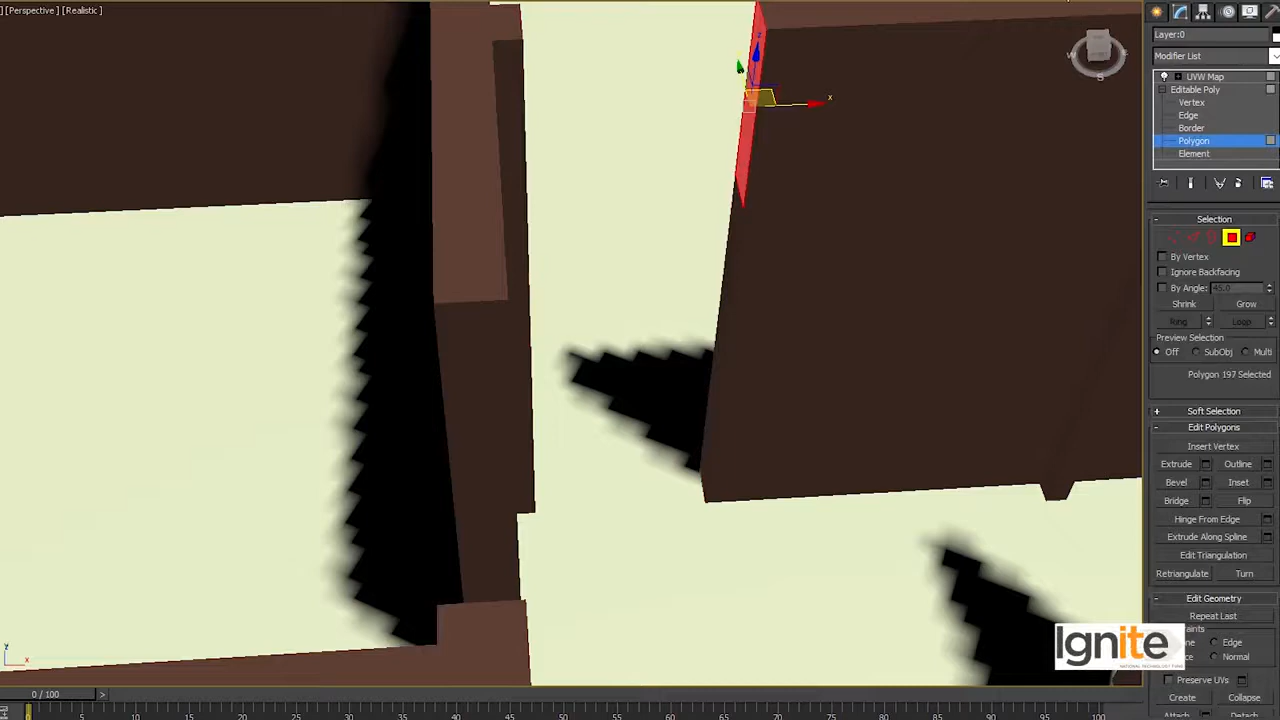 ] [Perspective] [Realistic]
Layer:0
Modifier List
UVW Map
Editable Poly
Vertex
Edge
Border
Polygon
Element
Selection
By Vertex
Ignore Backfacing
By Angle: 45.0
Shrink Grow
Ring Loop
Preview Selection
Off SubObj Multi
Polygon 197 Selected
Soft Selection
Edit Polygons
Insert Vertex
Extrude Outline
Bevel Inset
Bridge Flip
Hinge From Edge
Extrude Along Spline
Edit Triangulation
Retriangulate Turn
Edit Geometry
Repeat Last
Edge
Normal
Preserve UVs
Create Collapse
Attach Detach
Ignite
z
x
W
S
y
x
0 / 100 >
10 15 20 25 30 35 40 45 50 55 60 65 70 75 80 85 90 95 100